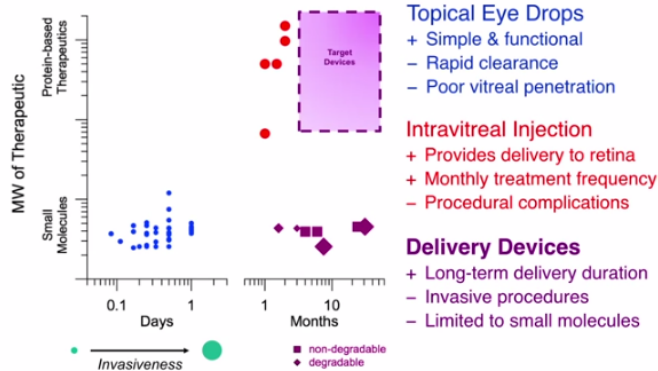 Protein-based
Therapeutics
Small
Molecules
MW of Therapeutic
Target
Devices
0.1
1
Days
1
10
Months
Invasiveness
non-degradable
degradable
Topical Eye Drops
+ Simple & functional
− Rapid clearance
− Poor vitreal penetration
Intravitreal Injection
+ Provides delivery to retina
+ Monthly treatment frequency
− Procedural complications
Delivery Devices
+ Long-term delivery duration
− Invasive procedures
− Limited to small molecules